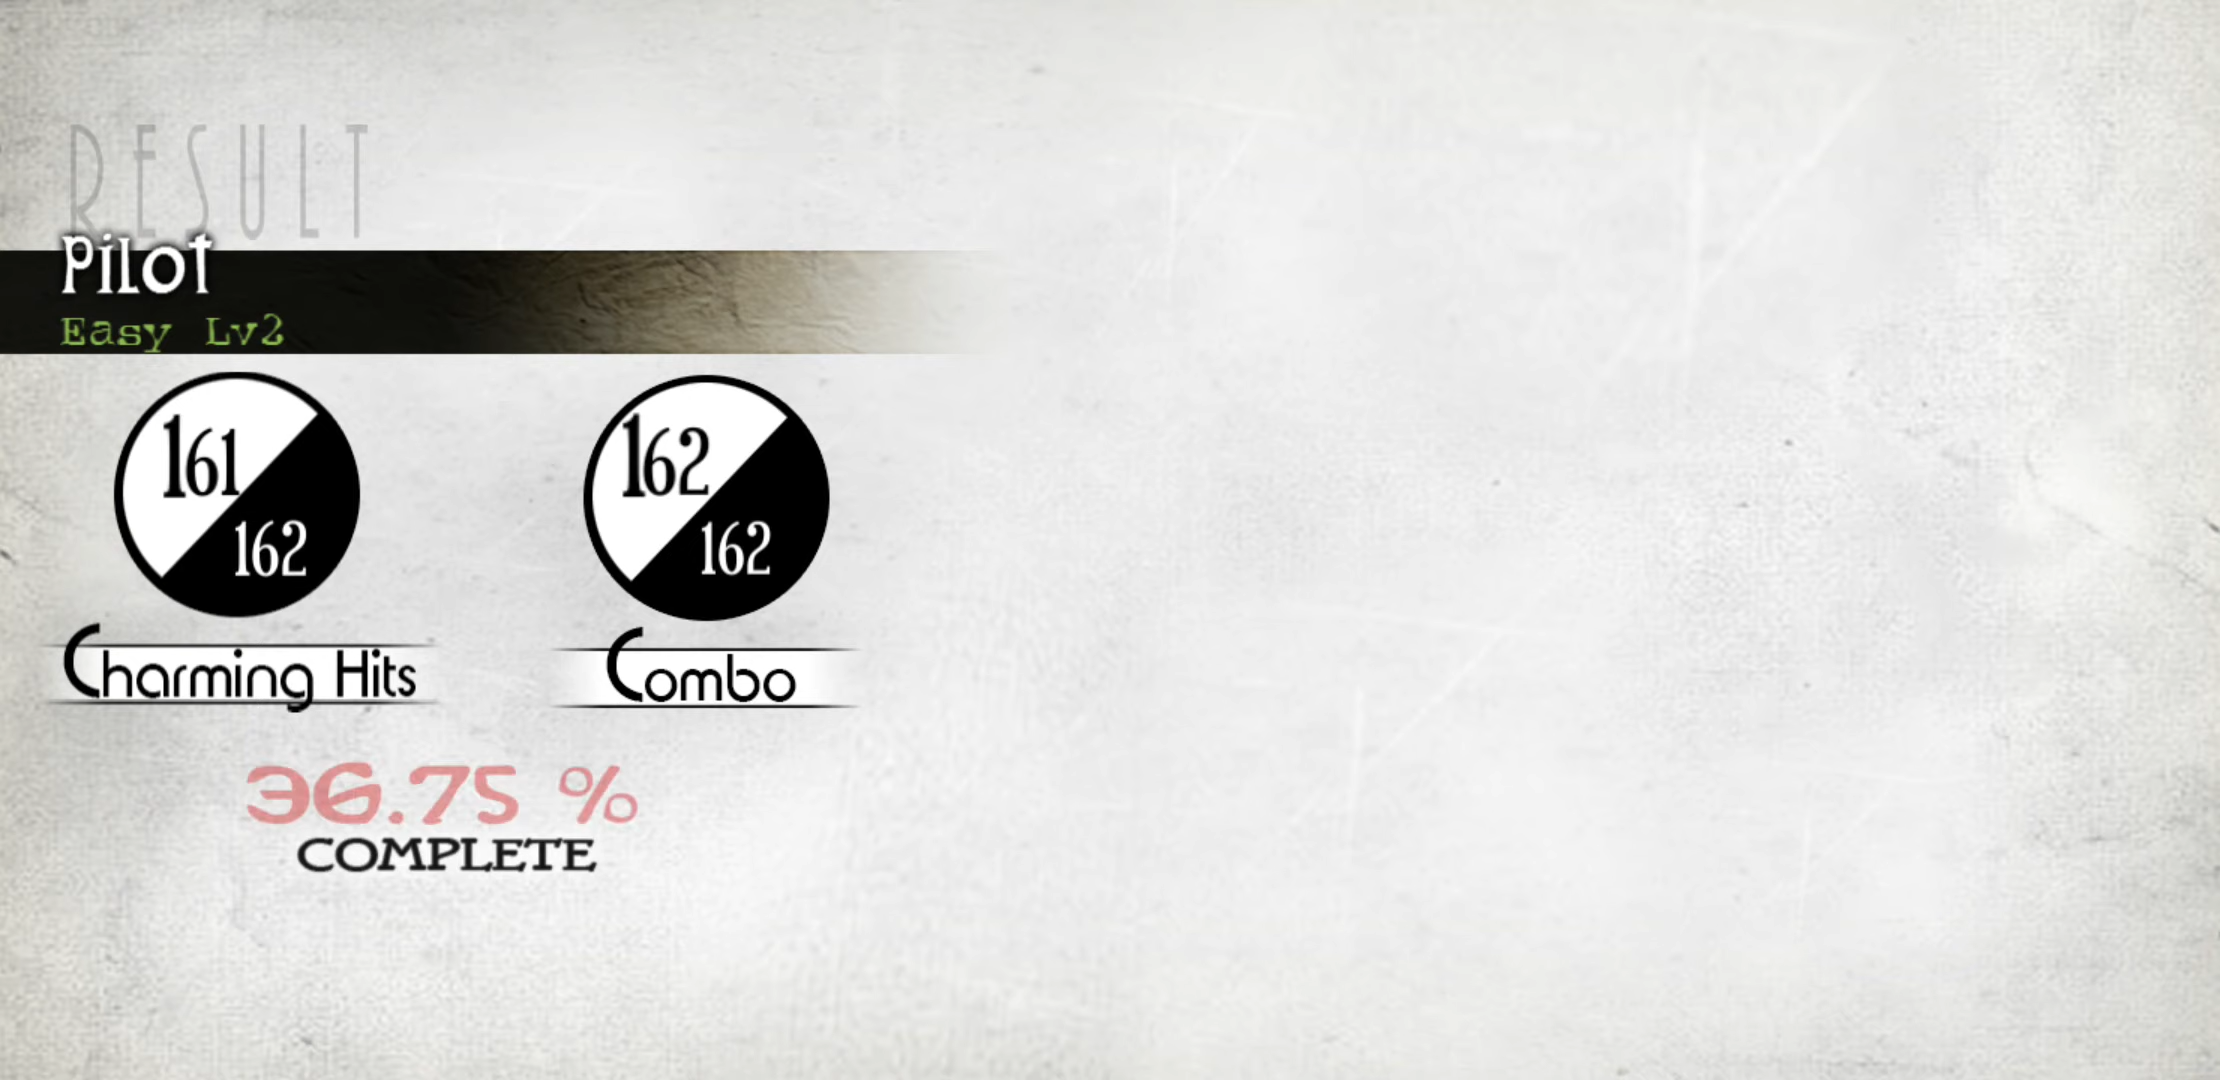 RESULT
Pilot
Easy Lv2
161
162
162
162
Charming Hits
Combo
36.75 %
COMPLETE